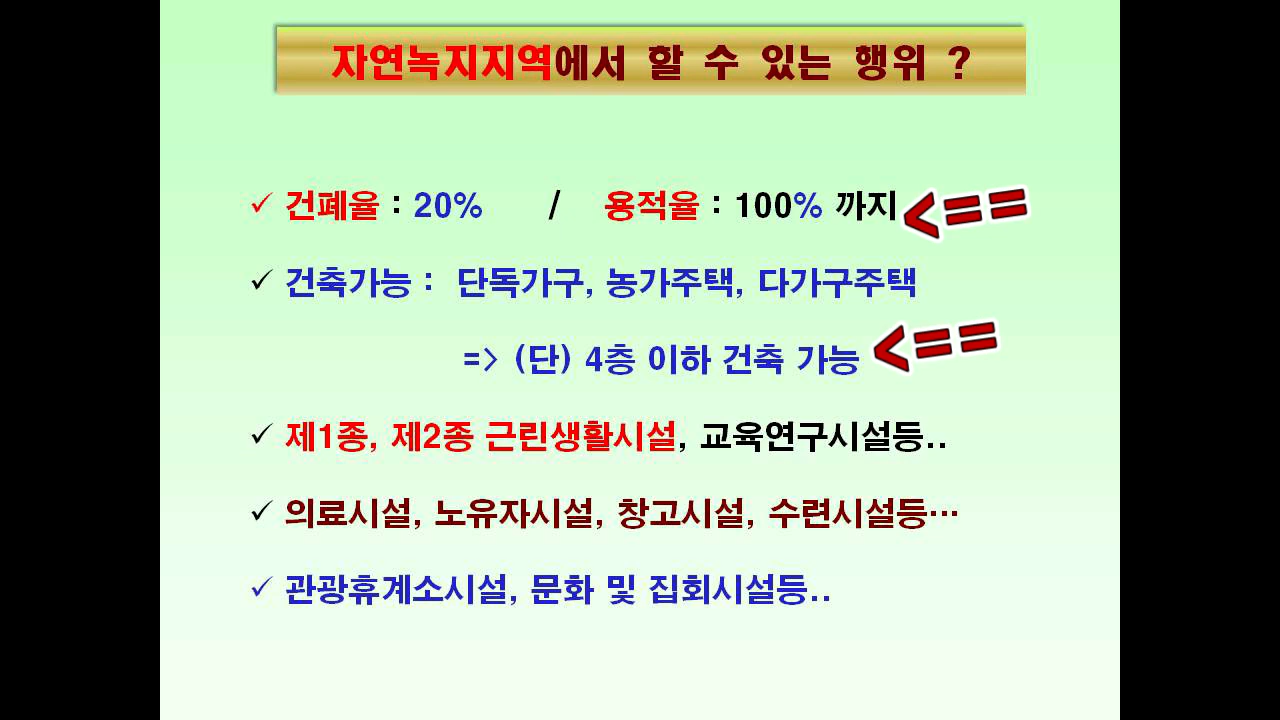 자연녹지지역에서 할 수 있는 행위 ?
✓ 건폐율 : 20% / 용적율 : 100% 까지 <==
✓ 건축가능 : 단독가구, 농가주택, 다가구주택
=> (단) 4층 이하 건축 가능 <==
✓ 제1종, 제2종 근린생활시설, 교육연구시설등..
✓ 의료시설, 노유자시설, 창고시설, 수련시설등…
✓ 관광휴계소시설, 문화 및 집회시설등..